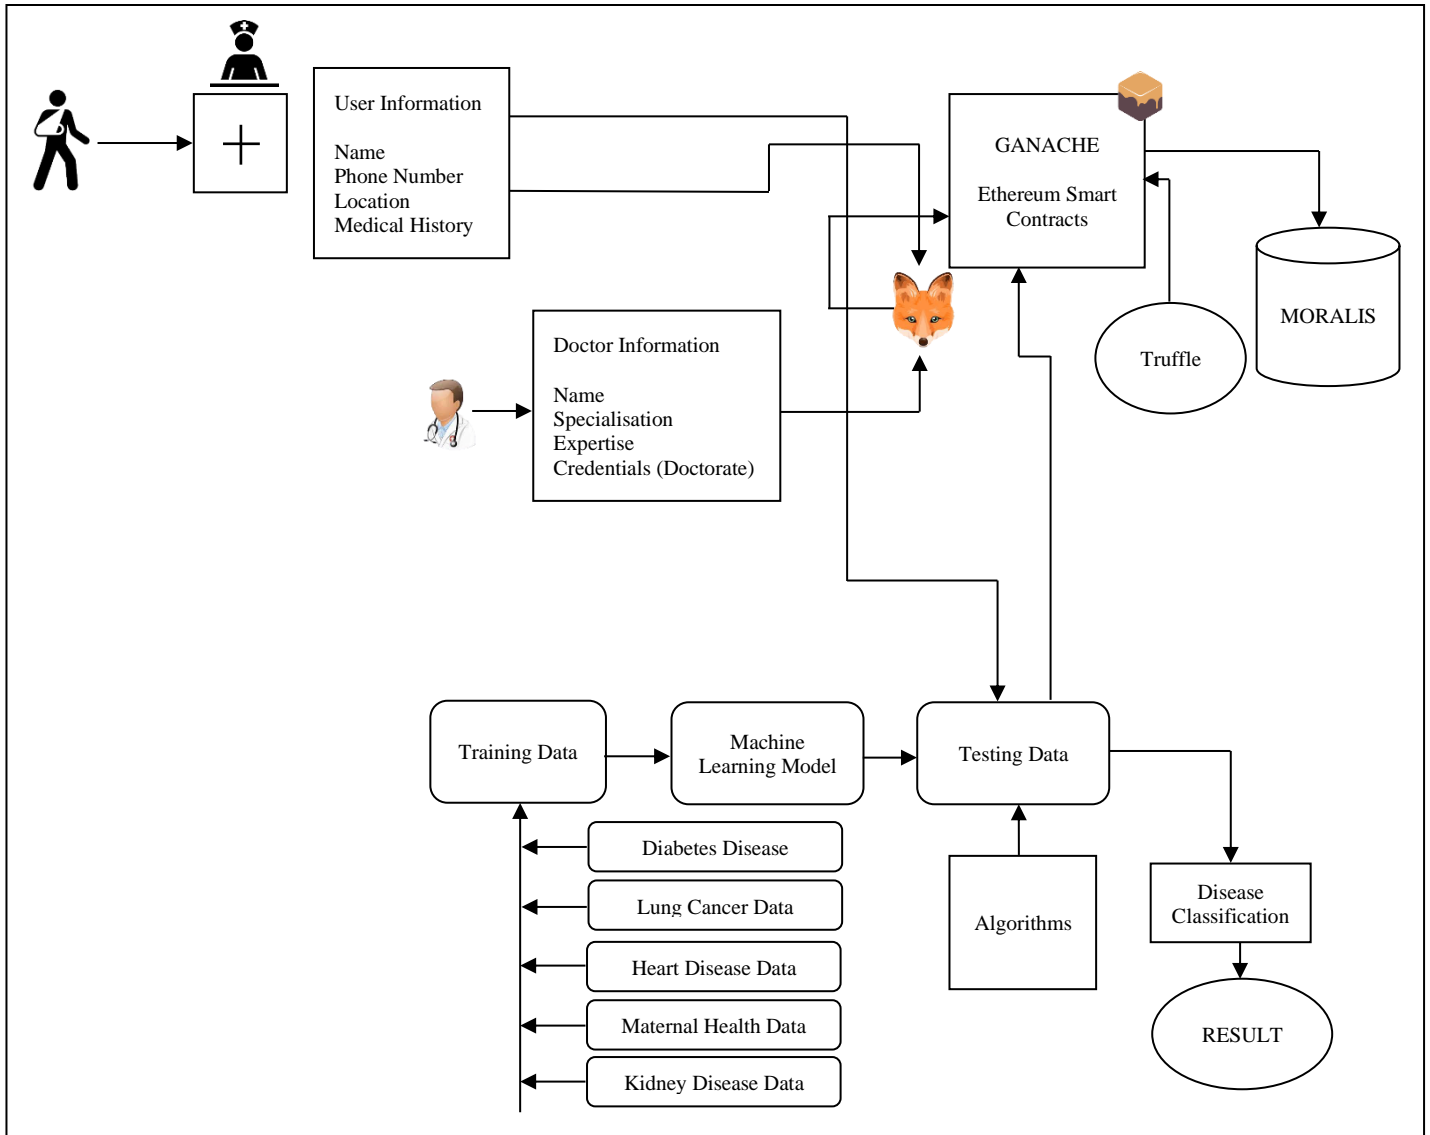 User Information
Name
Phone Number
Location
Medical History
GANACHE
Ethereum Smart
Contracts
MORALIS
Truffle
Doctor Information
Name
Specialisation
Expertise
Credentials (Doctorate)
Training Data
Machine
Learning Model
Testing Data
Diabetes Disease
Lung Cancer Data
Heart Disease Data
Maternal Health Data
Kidney Disease Data
Algorithms
Disease
Classification
RESULT